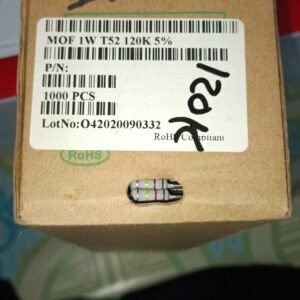 MOF 1W T52 120K 5%
P/N:
1000 PCS
LotNo:O42020090332
RoHS Compliant
120K
RoHS